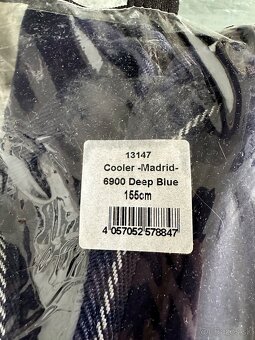 13147
Cooler -Madrid-
6900 Deep Blue
155cm
4 057052 578847